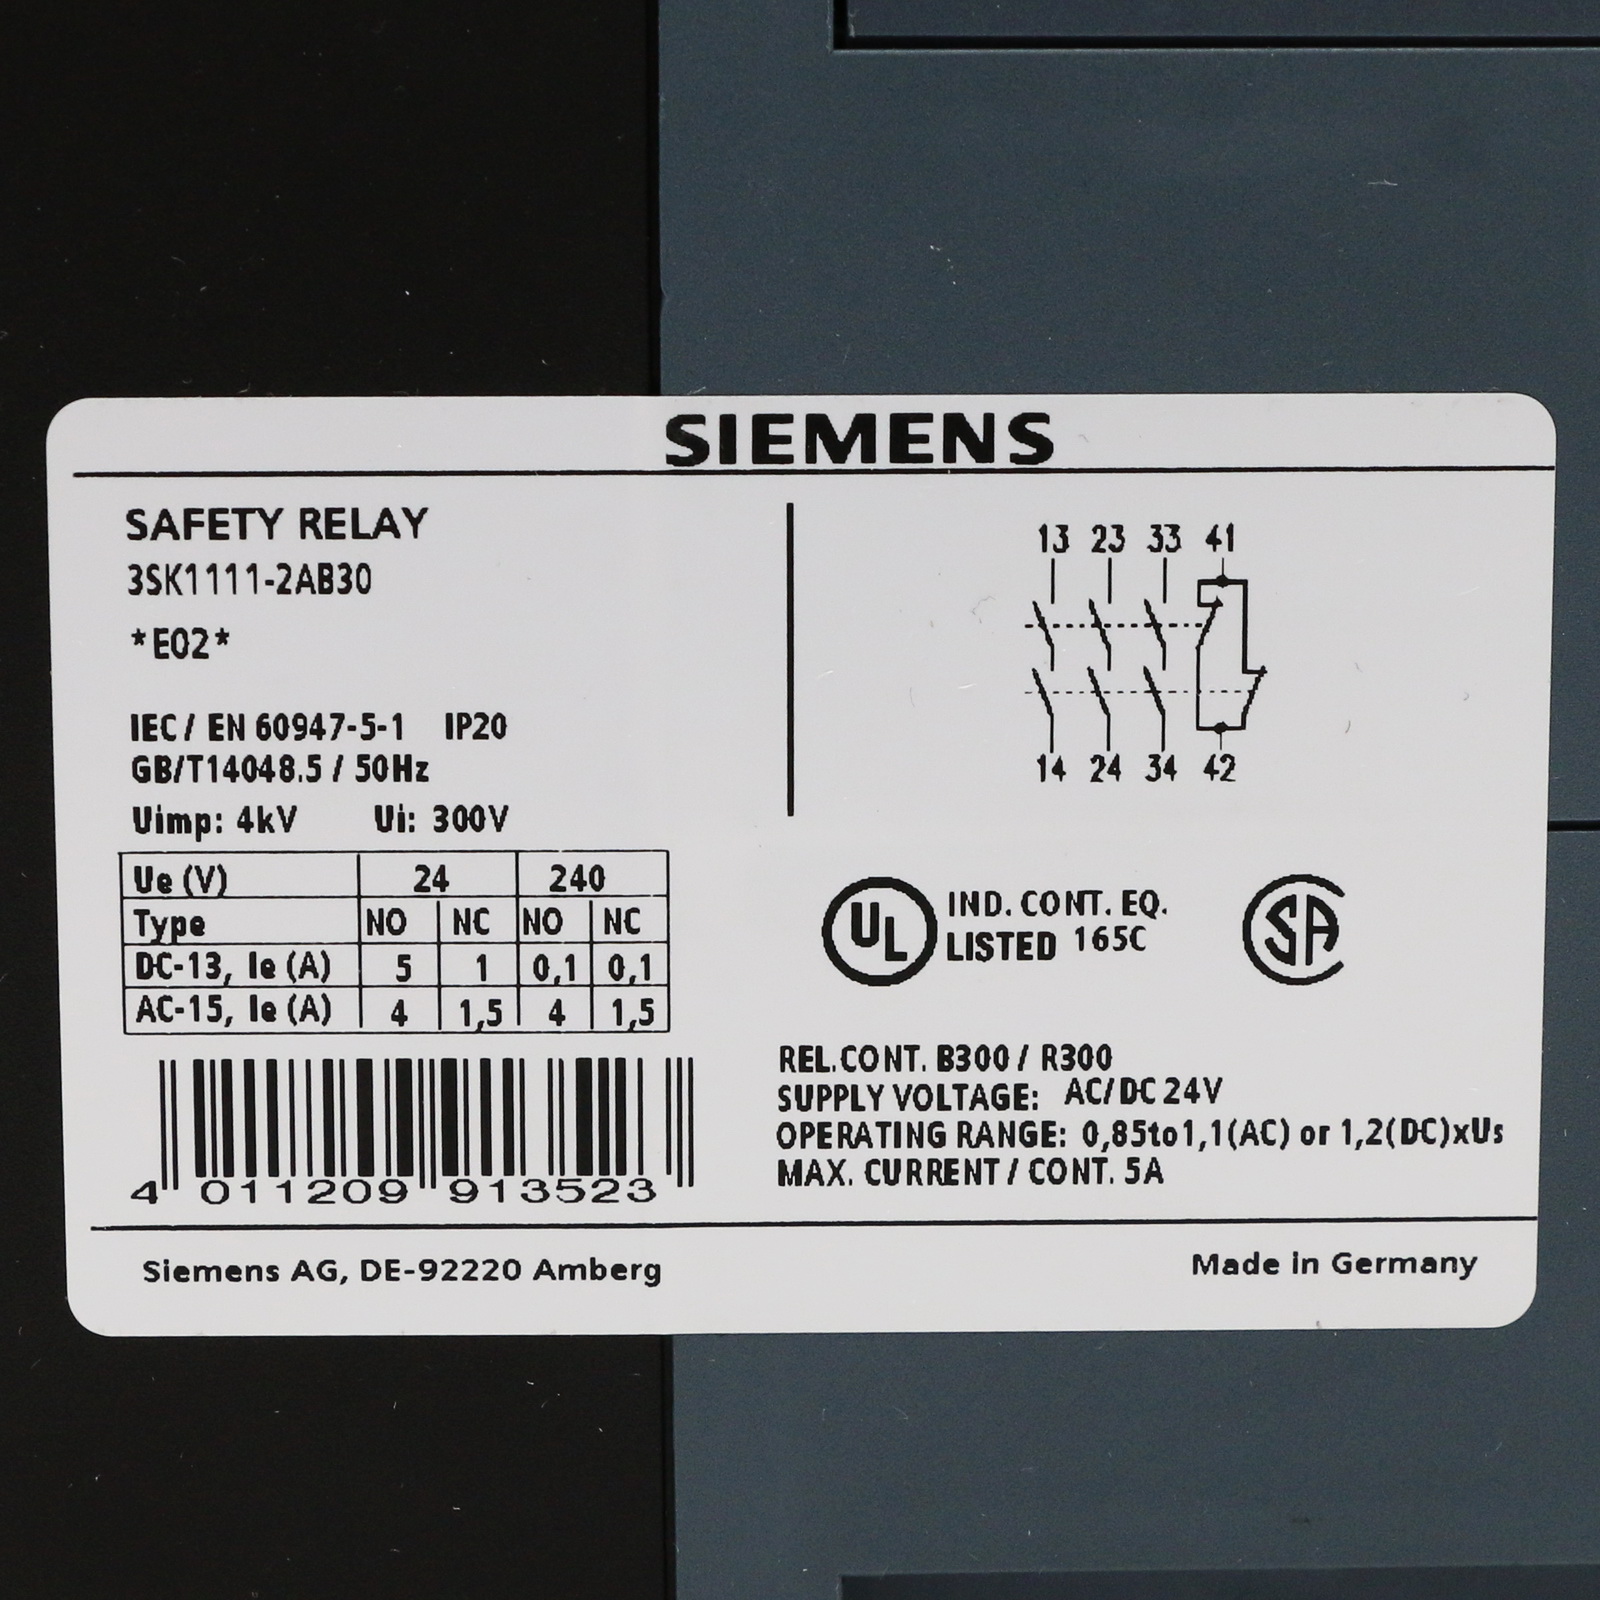 SIEMENS
SAFETY RELAY
3SK1111-2AB30
*E02*
IEC / EN 60947-5-1 IP20
GB/T14048.5 / 50Hz
Uimp: 4kV Ui: 300V
Ue (V) 24 240
Type NO NC NO NC
DC-13, Ie (A) 5 1 0,1 0,1
AC-15, Ie (A) 4 1,5 4 1,5
4 011209 913523
13 23 33 41
14 24 34 42
UL IND. CONT. EQ.
LISTED 165C
SA
REL.CONT. B300 / R300
SUPPLY VOLTAGE: AC/DC 24V
OPERATING RANGE: 0,85to1,1(AC) or 1,2(DC)xUs
MAX. CURRENT / CONT. 5A
Siemens AG, DE-92220 Amberg
Made in Germany